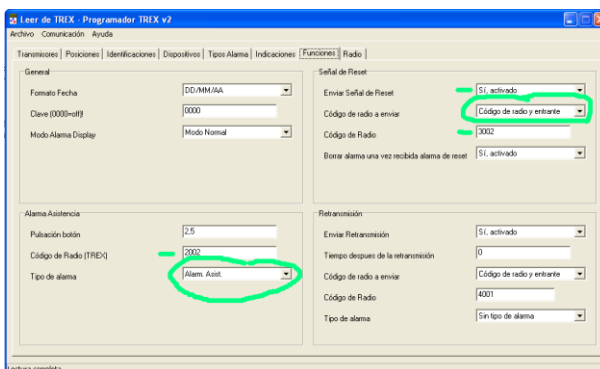 Leer de TREX - Programador TREX v2
Archivo Comunicación Ayuda
Transmisores Posiciones Identificaciones Dispositivos Tipos Alarma Indicaciones Funciones Radio
General
Formato Fecha DD/MM/AA
Clave (0000=off)! 0000
Modo Alarma Display Modo Normal
Señal de Reset
Enviar Señal de Reset Sí, activado
Código de radio a enviar Código de radio y entrante
Código de Radio 3002
Borrar alarma una vez recibida alarma de reset Sí, activado
Alarma Asistencia
Pulsación botón 2,5
Código de Radio (TREX) 2002
Tipo de alarma Alarm. Asist.
Retransmisión
Enviar Retransmisión Sí, activado
Tiempo despues de la retransmisión 0
Código de radio a enviar Código de radio y entrante
Código de Radio 4001
Tipo de alarma Sin tipo de alarma
Lectura completa